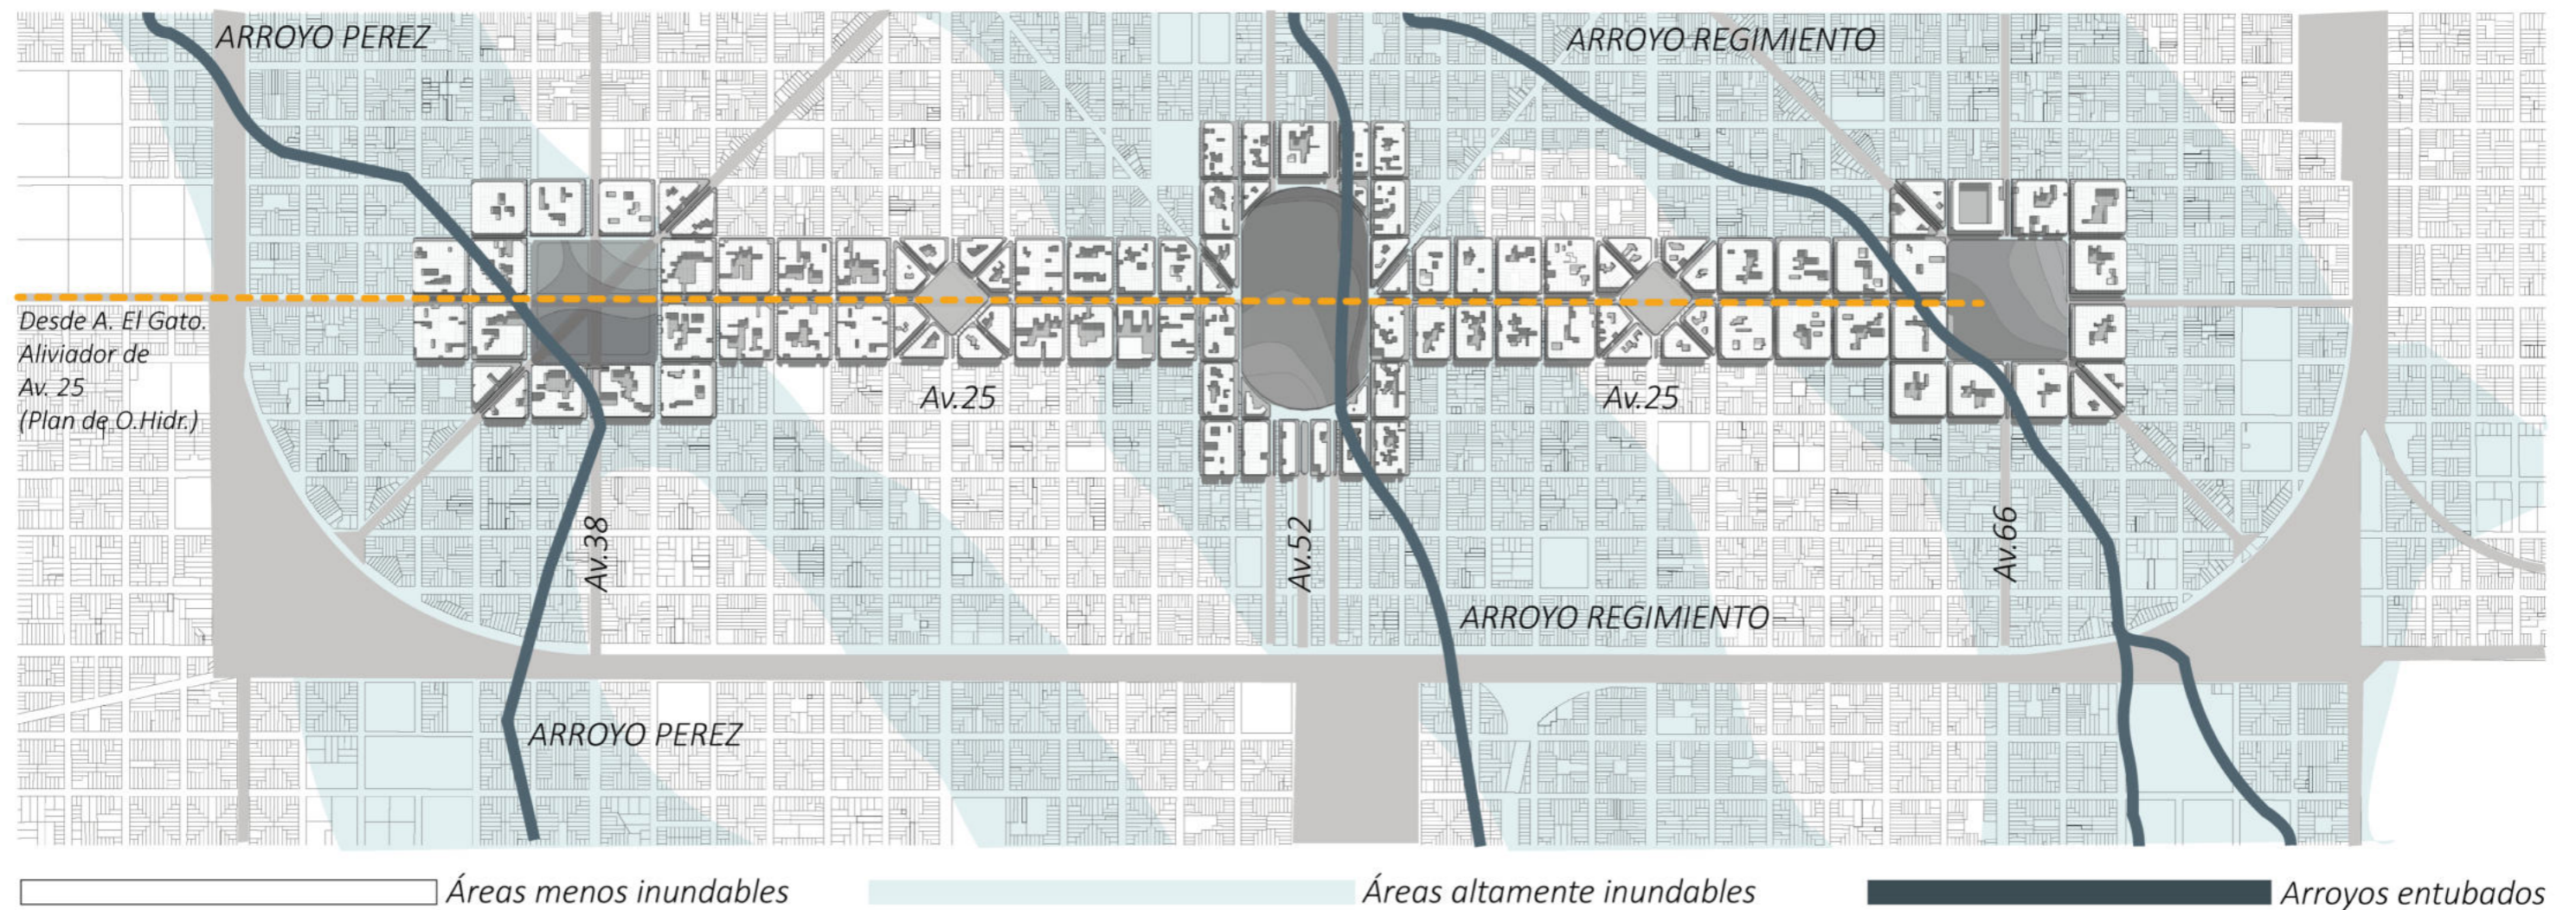 ARROYO PEREZ
ARROYO REGIMIENTO
Desde A. El Gato.
Aliviador de
Av. 25
(Plan de O.Hidr.)
Av.25
Av.25
Av.38
Av.52
Av.66
ARROYO REGIMIENTO
ARROYO PEREZ
Áreas menos inundables
Áreas altamente inundables
Arroyos entubados